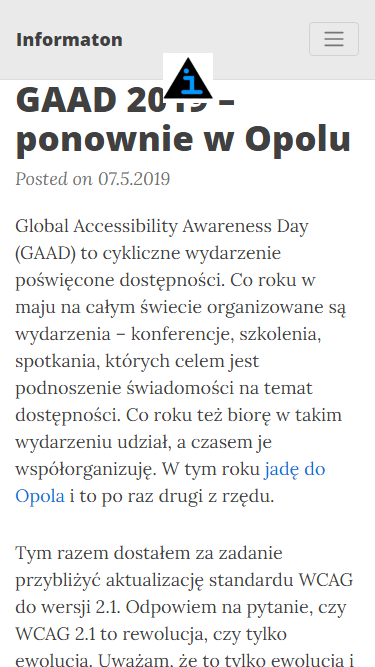 Informaton
GAAD 2019 –
ponownie w Opolu
Posted on 07.5.2019
Global Accessibility Awareness Day
(GAAD) to cykliczne wydarzenie
poświęcone dostępności. Co roku w
maju na całym świecie organizowane są
wydarzenia – konferencje, szkolenia,
spotkania, których celem jest
podnoszenie świadomości na temat
dostępności. Co roku też biorę w takim
wydarzeniu udział, a czasem je
współorganizuję. W tym roku jadę do
Opola i to po raz drugi z rzędu.
Tym razem dostałem za zadanie
przybliżyć aktualizację standardu WCAG
do wersji 2.1. Odpowiem na pytanie, czy
WCAG 2.1 to rewolucja, czy tylko
ewolucja. Uważam, że to tylko ewolucja i